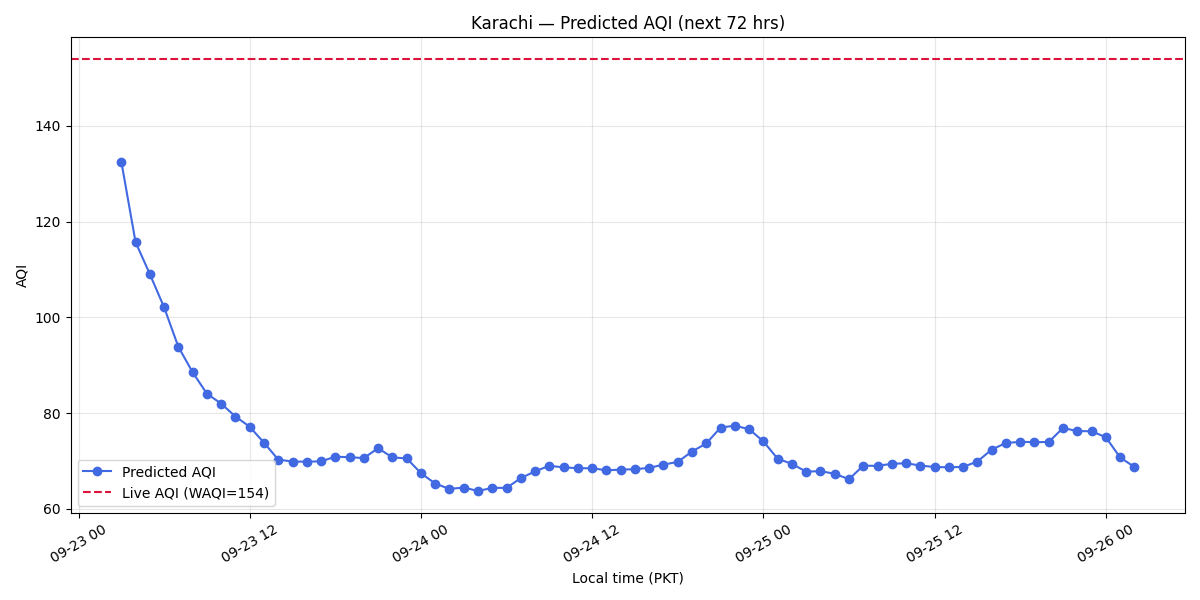 Karachi — Predicted AQI (next 72 hrs)
AQI
140
120
100
80
60
Predicted AQI
Live AQI (WAQI=154)
09-23 00
09-23 12
09-24 00
09-24 12
09-25 00
09-25 12
09-26 00
Local time (PKT)